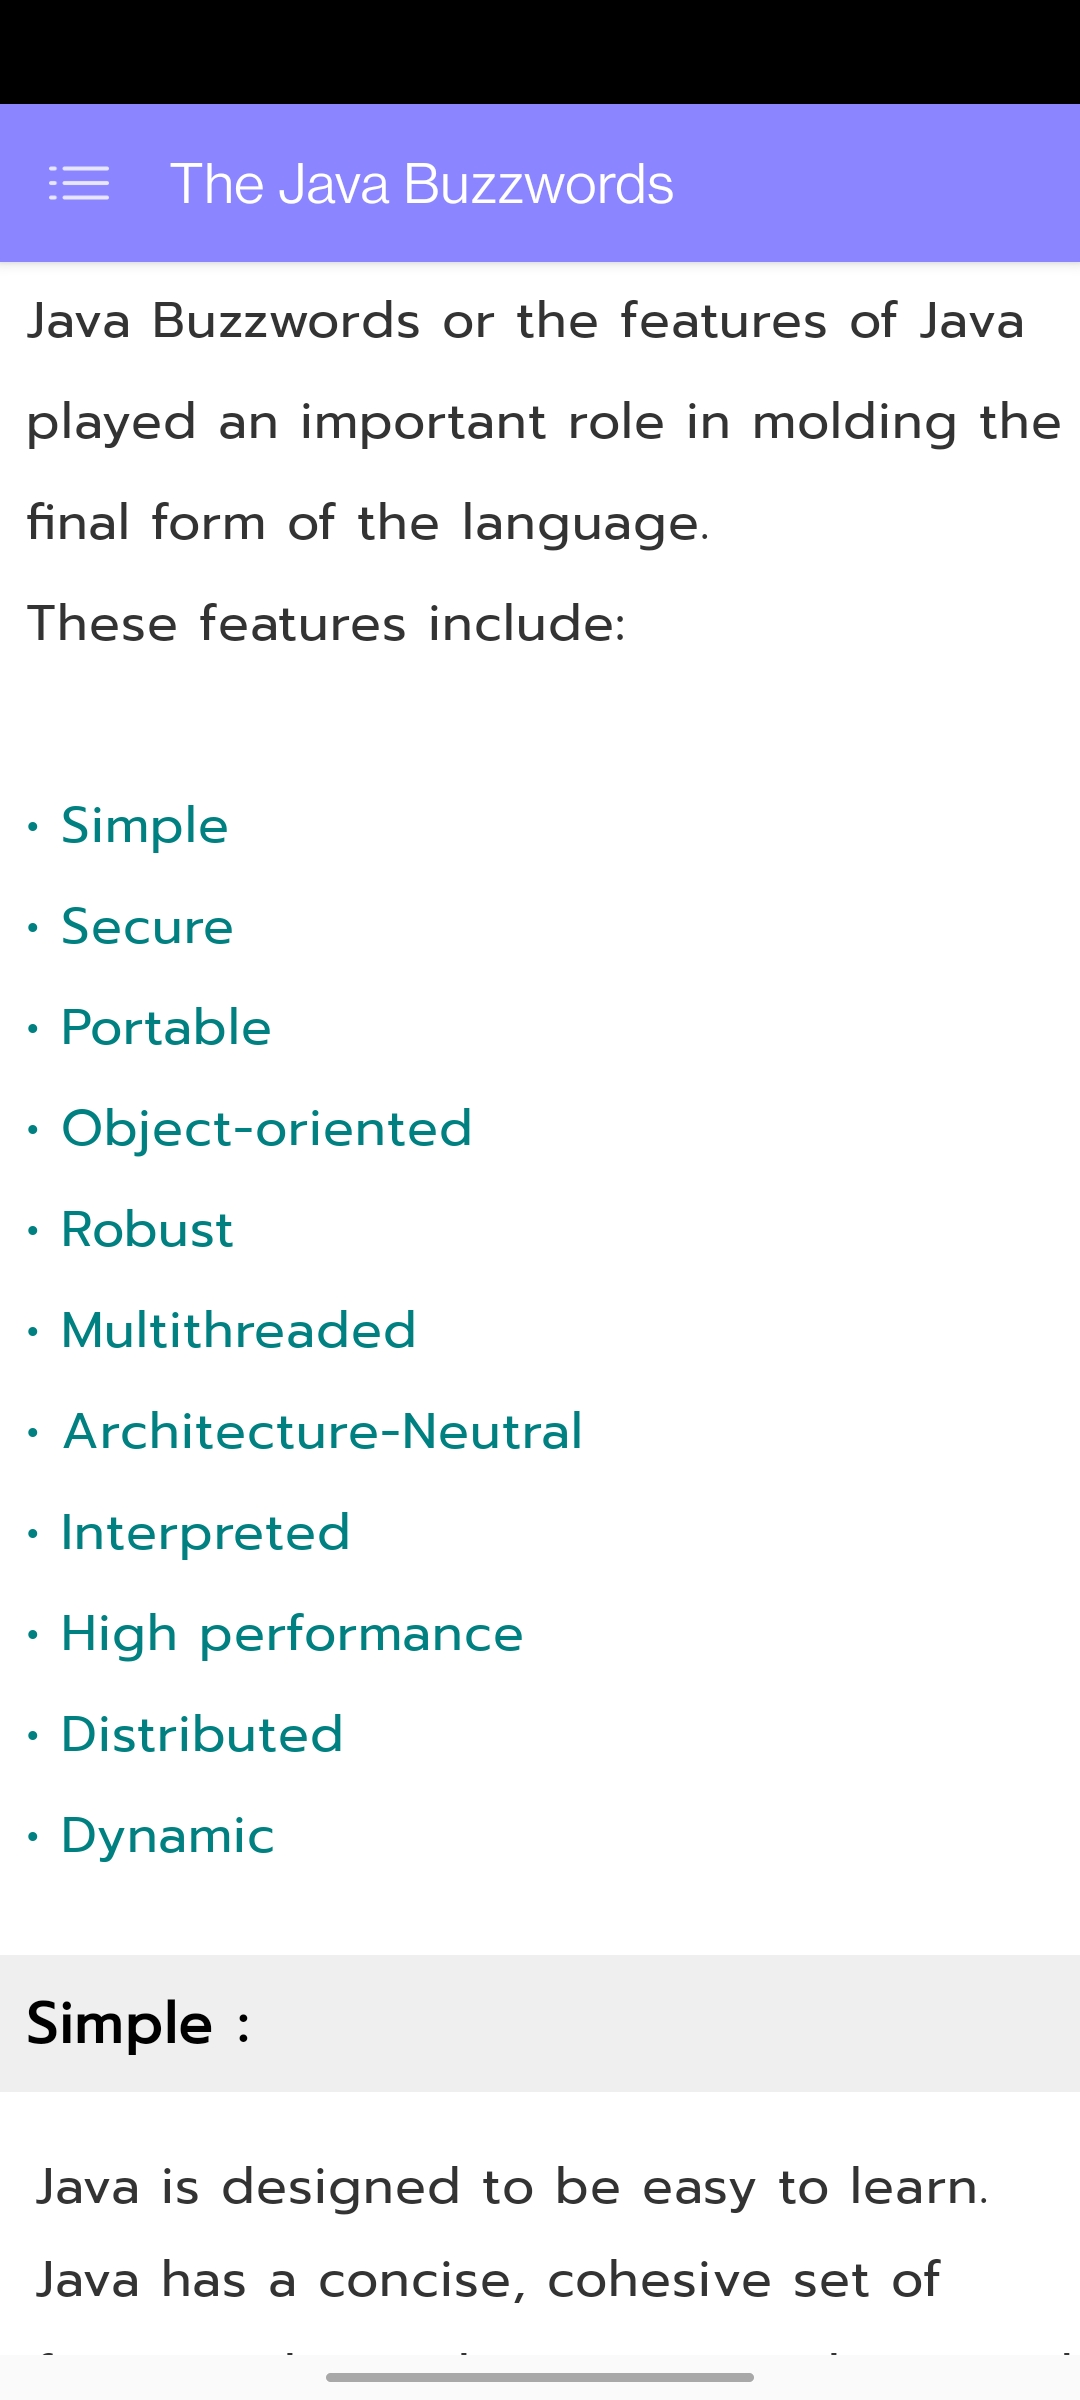 The Java Buzzwords
Java Buzzwords or the features of Java
played an important role in molding the
final form of the language.
These features include:
• Simple
• Secure
• Portable
• Object-oriented
• Robust
• Multithreaded
• Architecture-Neutral
• Interpreted
• High performance
• Distributed
• Dynamic
Simple :
Java is designed to be easy to learn.
Java has a concise, cohesive set of